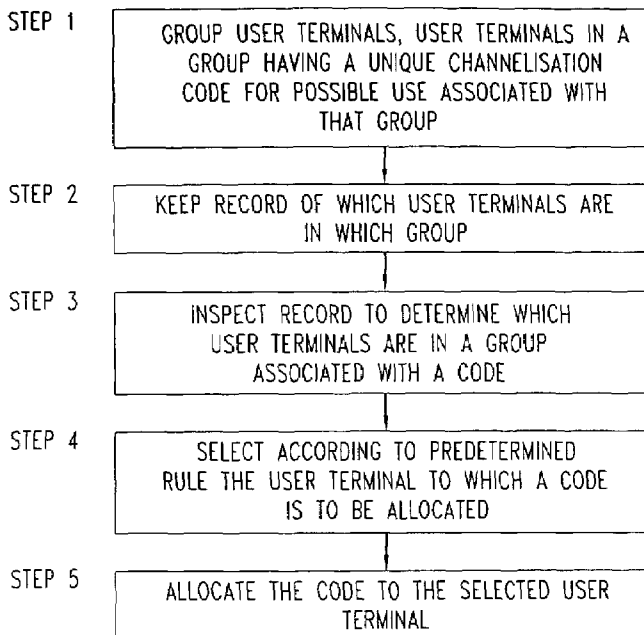 STEP 1
GROUP USER TERMINALS, USER TERMINALS IN A
GROUP HAVING A UNIQUE CHANNELISATION
CODE FOR POSSIBLE USE ASSOCIATED WITH
THAT GROUP
STEP 2
KEEP RECORD OF WHICH USER TERMINALS ARE
IN WHICH GROUP
STEP 3
INSPECT RECORD TO DETERMINE WHICH
USER TERMINALS ARE IN A GROUP
ASSOCIATED WITH A CODE
STEP 4
SELECT ACCORDING TO PREDETERMINED
RULE THE USER TERMINAL TO WHICH A CODE
IS TO BE ALLOCATED
STEP 5
ALLOCATE THE CODE TO THE SELECTED USER
TERMINAL